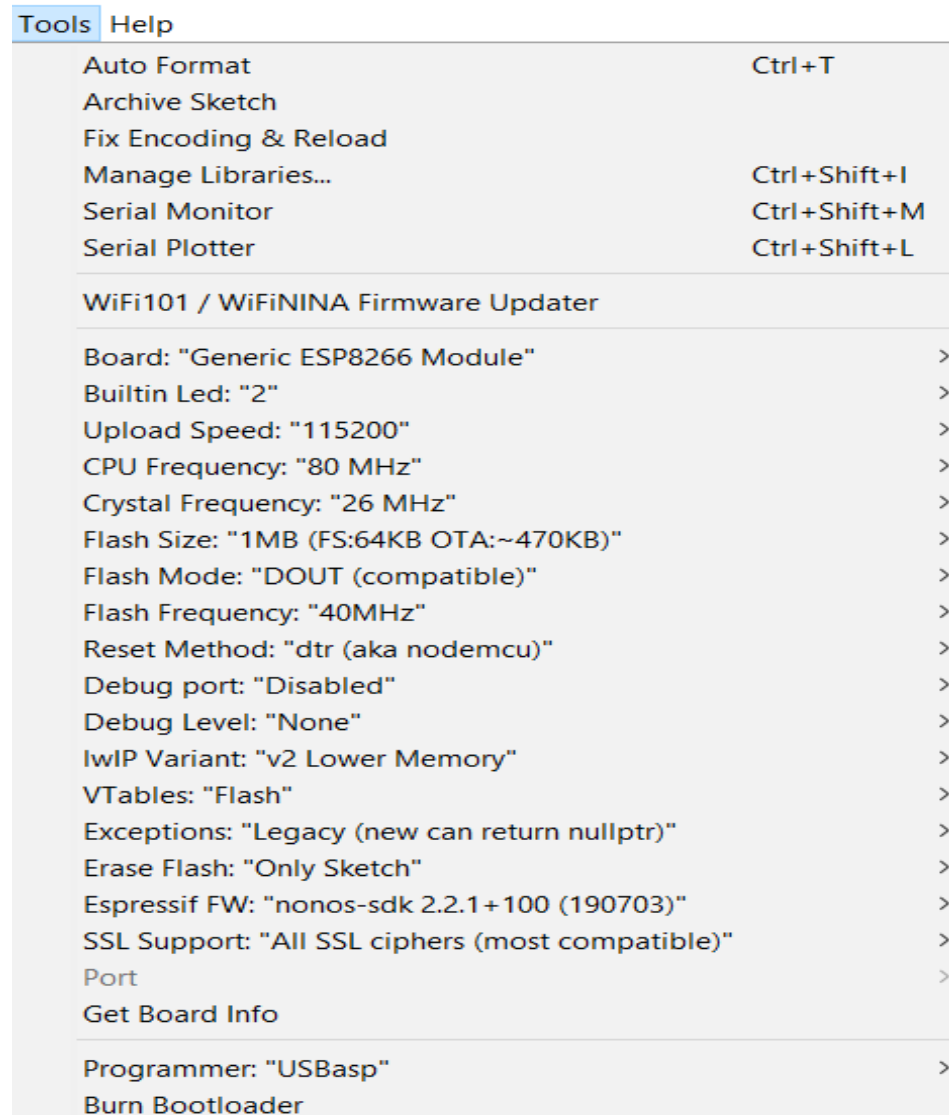 Tools Help
Auto Format Ctrl+T
Archive Sketch
Fix Encoding & Reload
Manage Libraries... Ctrl+Shift+I
Serial Monitor Ctrl+Shift+M
Serial Plotter Ctrl+Shift+L
WiFi101 / WiFiNINA Firmware Updater
Board: "Generic ESP8266 Module"
Builtin Led: "2"
Upload Speed: "115200"
CPU Frequency: "80 MHz"
Crystal Frequency: "26 MHz"
Flash Size: "1MB (FS:64KB OTA:~470KB)"
Flash Mode: "DOUT (compatible)"
Flash Frequency: "40MHz"
Reset Method: "dtr (aka nodemcu)"
Debug port: "Disabled"
Debug Level: "None"
lwIP Variant: "v2 Lower Memory"
VTables: "Flash"
Exceptions: "Legacy (new can return nullptr)"
Erase Flash: "Only Sketch"
Espressif FW: "nonos-sdk 2.2.1+100 (190703)"
SSL Support: "All SSL ciphers (most compatible)"
Port
Get Board Info
Programmer: "USBasp"
Burn Bootloader